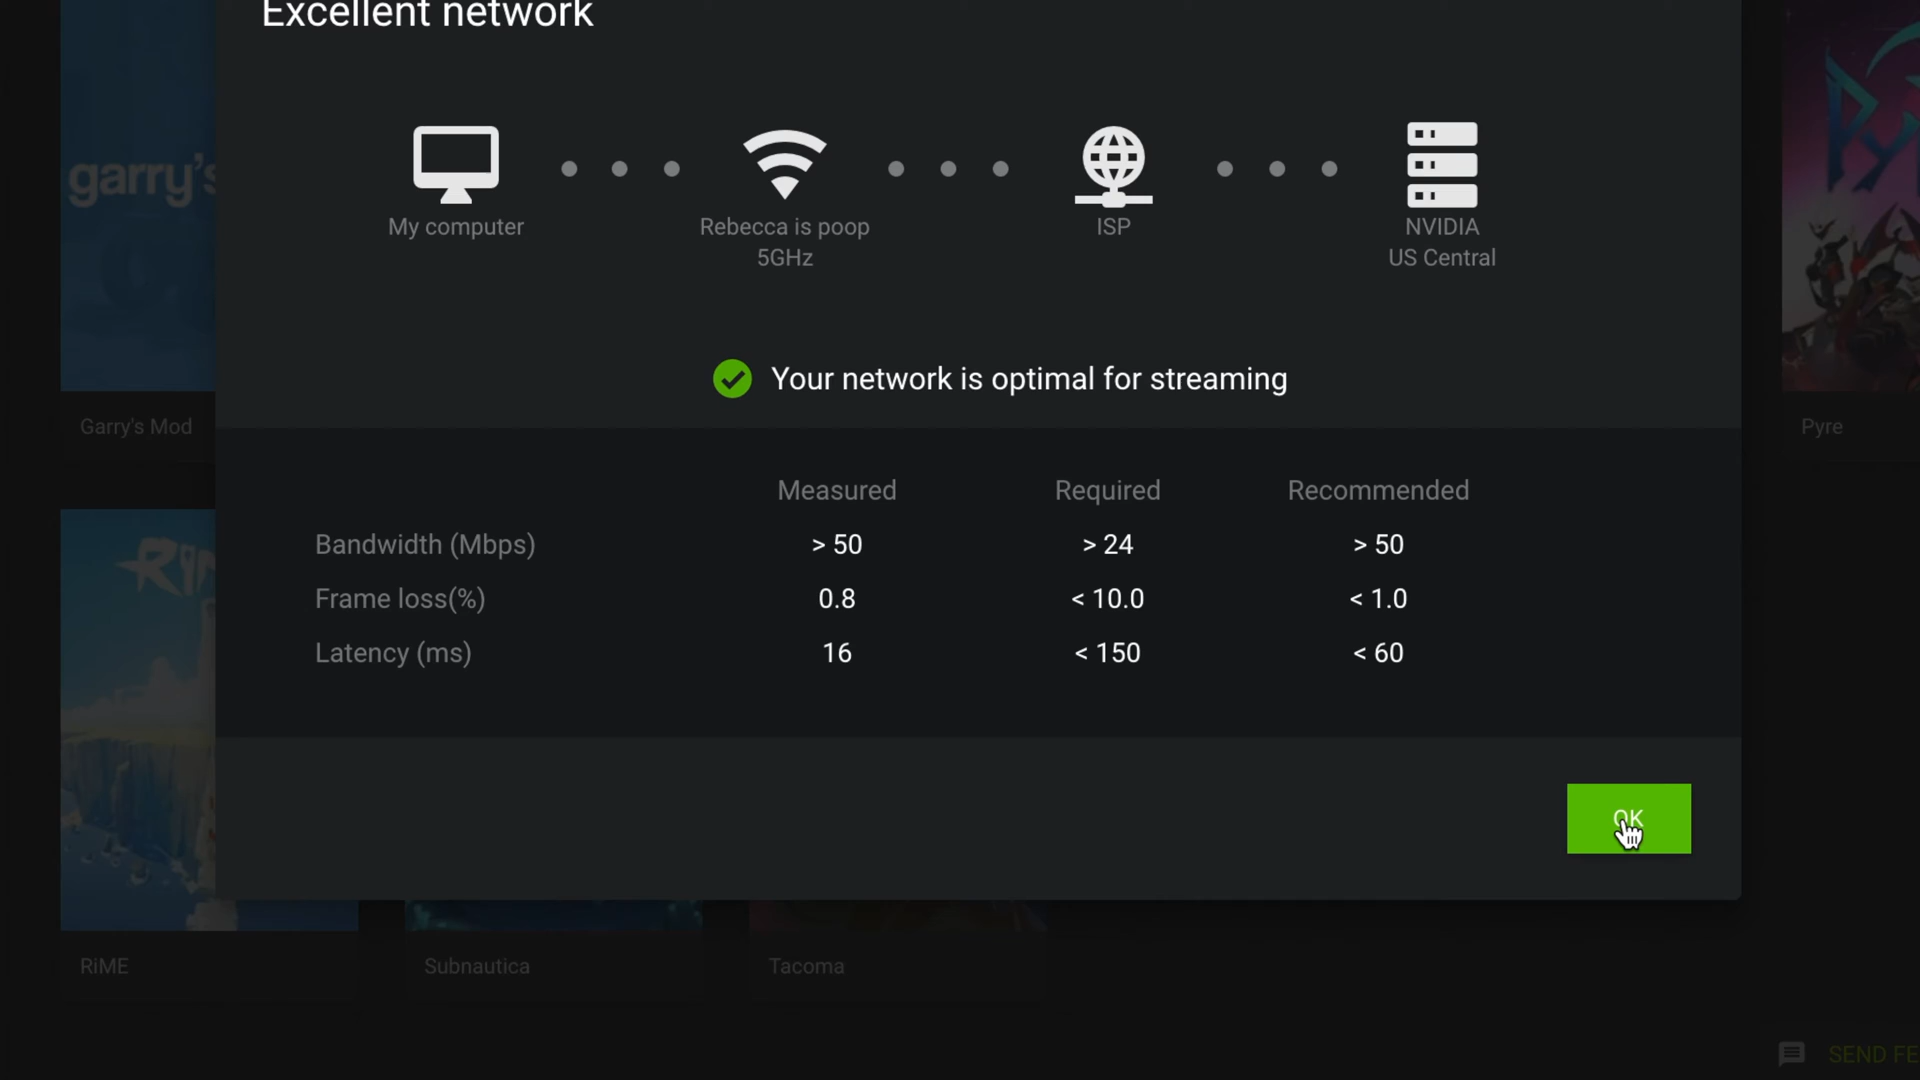 Excellent network
garry's
My computer
Rebecca is poop
5GHz
ISP
NVIDIA
US Central
Your network is optimal for streaming
Garry's Mod
Pyre
Measured Required Recommended
Bandwidth (Mbps) > 50 > 24 > 50
Frame loss(%) 0.8 < 10.0 < 1.0
Latency (ms) 16 < 150 < 60
OK
RiME
Subnautica
Tacoma
SEND FE